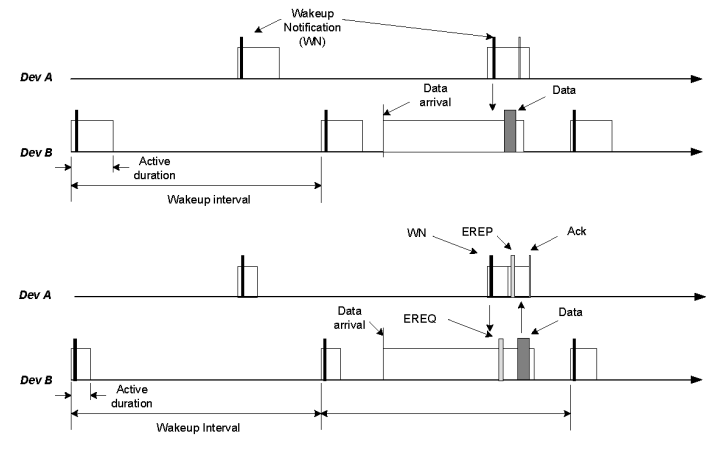 Wakeup
Notification
(WN)
Dev A
Data
arrival
Data
Dev B
Active
duration
Wakeup interval
WN
EREP
Ack
Dev A
Data
arrival
EREQ
Data
Dev B
Active
duration
Wakeup Interval